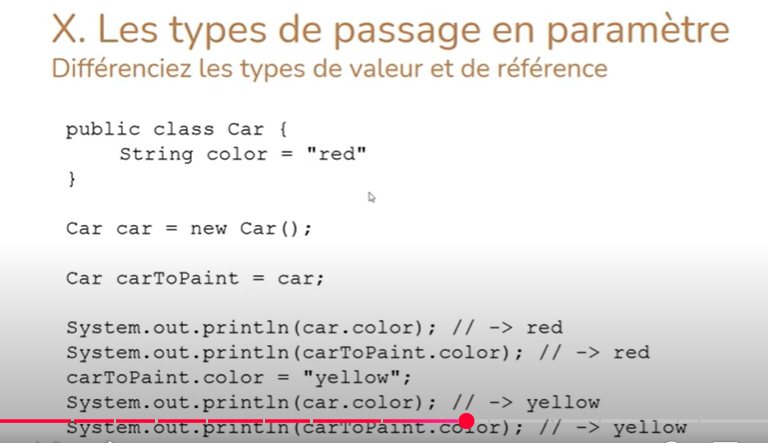 X. Les types de passage en paramètre
Différenciez les types de valeur et de référence
public class Car {
String color = "red"
}
Car car = new Car();
Car carToPaint = car;
System.out.println(car.color); // -> red
System.out.println(carToPaint.color); // -> red
carToPaint.color = "yellow";
System.out.println(car.color); // -> yellow
System.out.println(carToPaint.color); // -> yellow